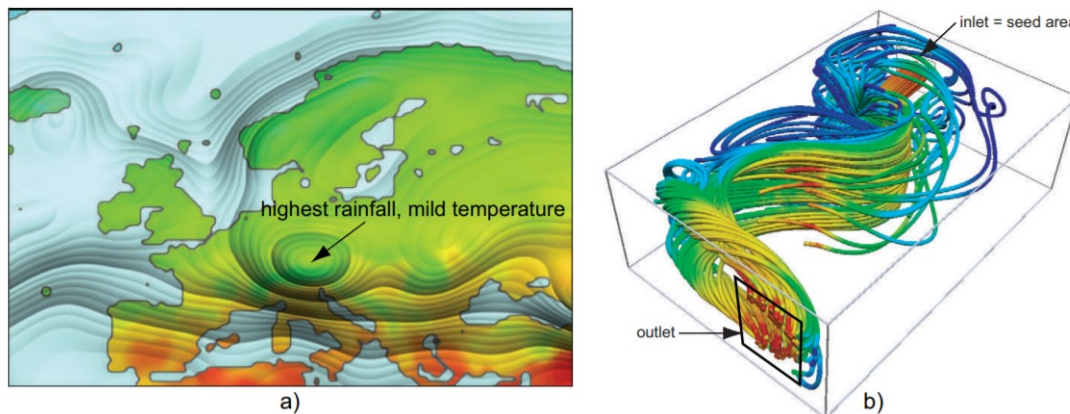 highest rainfall, mild temperature
a)
inlet = seed area
outlet
b)